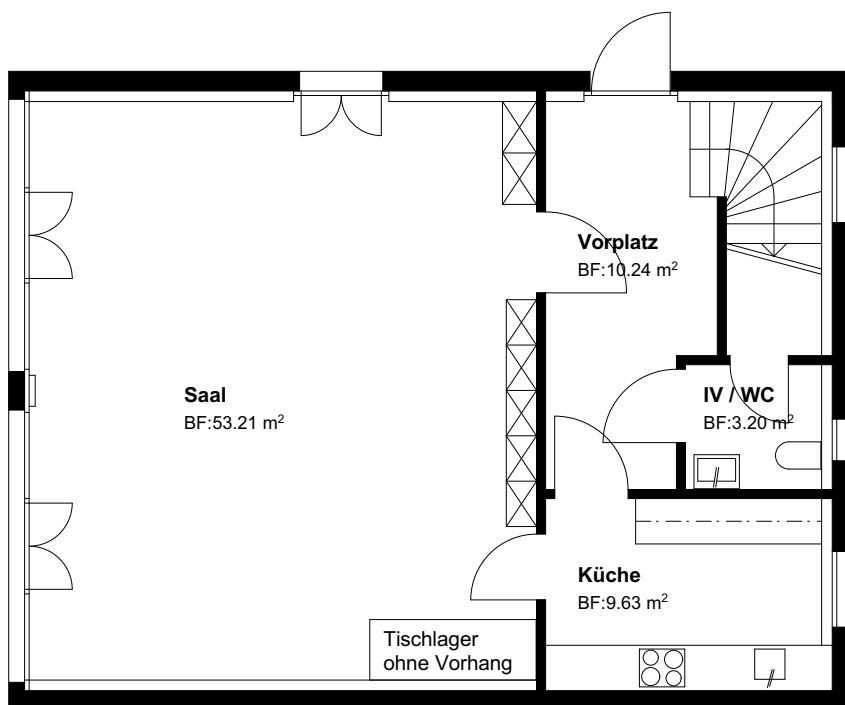 Vorplatz
BF:10.24 m²
Saal
BF:53.21 m²
IV / WC
BF:3.20 m²
Küche
BF:9.63 m²
Tischlager
ohne Vorhang